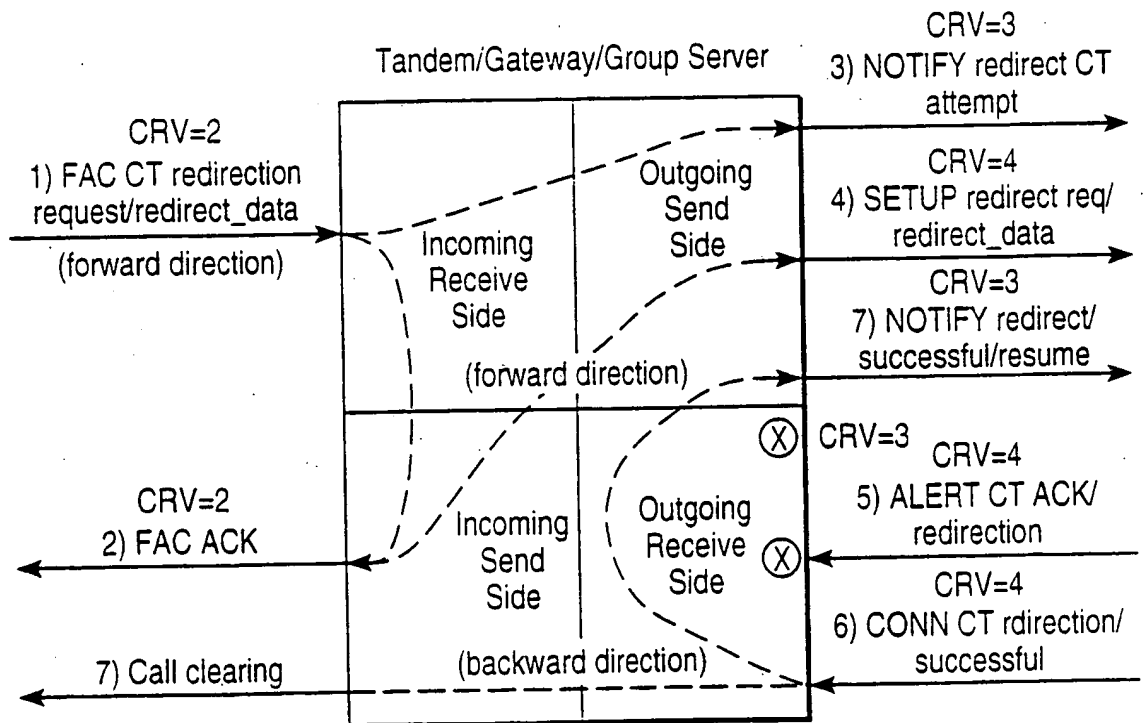 Tandem/Gateway/Group Server
CRV=2
1) FAC CT redirection
request/redirect_data
(forward direction)
CRV=2
2) FAC ACK
7) Call clearing
Incoming
Receive
Side
Outgoing
Send
Side
(forward direction)
Incoming
Send
Side
Outgoing
Receive
Side
(backward direction)
X
X
CRV=3
3) NOTIFY redirect CT
attempt
CRV=4
4) SETUP redirect req/
redirect_data
CRV=3
7) NOTIFY redirect/
successful/resume
CRV=3
CRV=4
5) ALERT CT ACK/
redirection
CRV=4
6) CONN CT rdirection/
successful